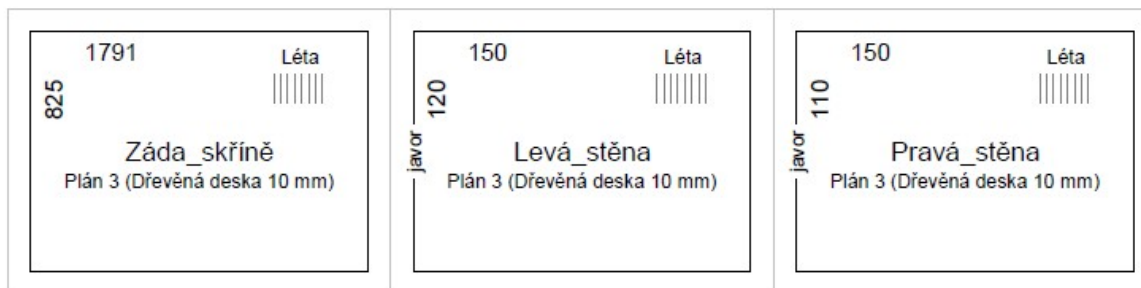 1791
Léta
825
Záda_skříně
Plán 3 (Dřevěná deska 10 mm)
150
Léta
120
javor
Levá_stěna
Plán 3 (Dřevěná deska 10 mm)
150
Léta
110
javor
Pravá_stěna
Plán 3 (Dřevěná deska 10 mm)